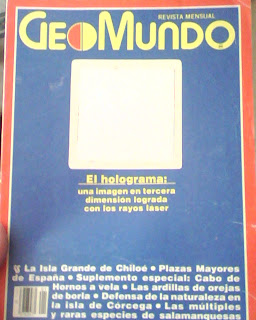 REVISTA MENSUAL
GEOMUNDO
El holograma:
una imagen en tercera
dimensión lograda
con los rayos laser
La Isla Grande de Chiloé • Plazas Mayores
de España • Suplemento especial: Cabo de
Hornos a vela • Las ardillas de orejas
de borla • Defensa de la naturaleza en
la isla de Córcega • Las múltiples
y raras especies de salamanquesas